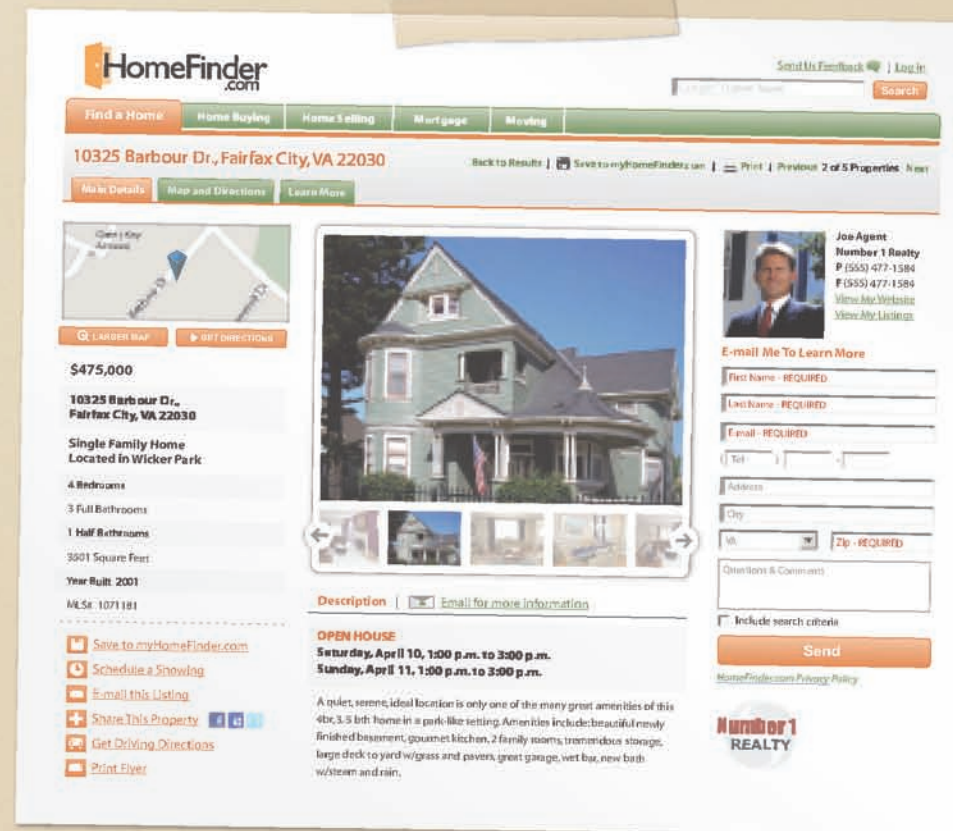 HomeFinder
.com
Send Us Feedback | Log in
Search
Find a Home
Home Buying
Home Selling
Mortgage
Moving
10325 Barbour Dr., Fairfax City, VA 22030
Back to Results | Save to myHomeFinder.com | Print | Previous 2 of 5 Properties Next
Main Details
Map and Directions
Learn More
Barbour Dr
LARGER MAP
GET DIRECTIONS
$475,000
10325 Barbour Dr.,
Fairfax City, VA 22030
Single Family Home
Located in Wicker Park
4 Bedrooms
3 Full Bathrooms
1 Half Bathrooms
3501 Square Feet
Year Built: 2001
MLS#: 1071181
Save to myHomeFinder.com
Schedule a Showing
E-mail this Listing
Share This Property
Get Driving Directions
Print Flyer
Description | Email for more information
OPEN HOUSE
Saturday, April 10, 1:00 p.m. to 3:00 p.m.
Sunday, April 11, 1:00 p.m. to 3:00 p.m.
A quiet, serene, ideal location is only one of the many great amenities of this
4br, 3.5 bth home in a park-like setting. Amenities include: beautiful newly
finished basement, gourmet kitchen, 2 family rooms, tremendous storage,
large deck to yard w/grass and pavers, great garage, wet bar, new bath
w/steam and rain.
Joe Agent
Number 1 Realty
P (555) 477-1584
F (555) 477-1584
View My Website
View My Listings
E-mail Me To Learn More
First Name - REQUIRED
Last Name - REQUIRED
E-mail - REQUIRED
( Tel - ) -
Address
City
VA
Zip - REQUIRED
Questions & Comments
Include search criteria
Send
HomeFinder.com Privacy Policy
Number 1
REALTY